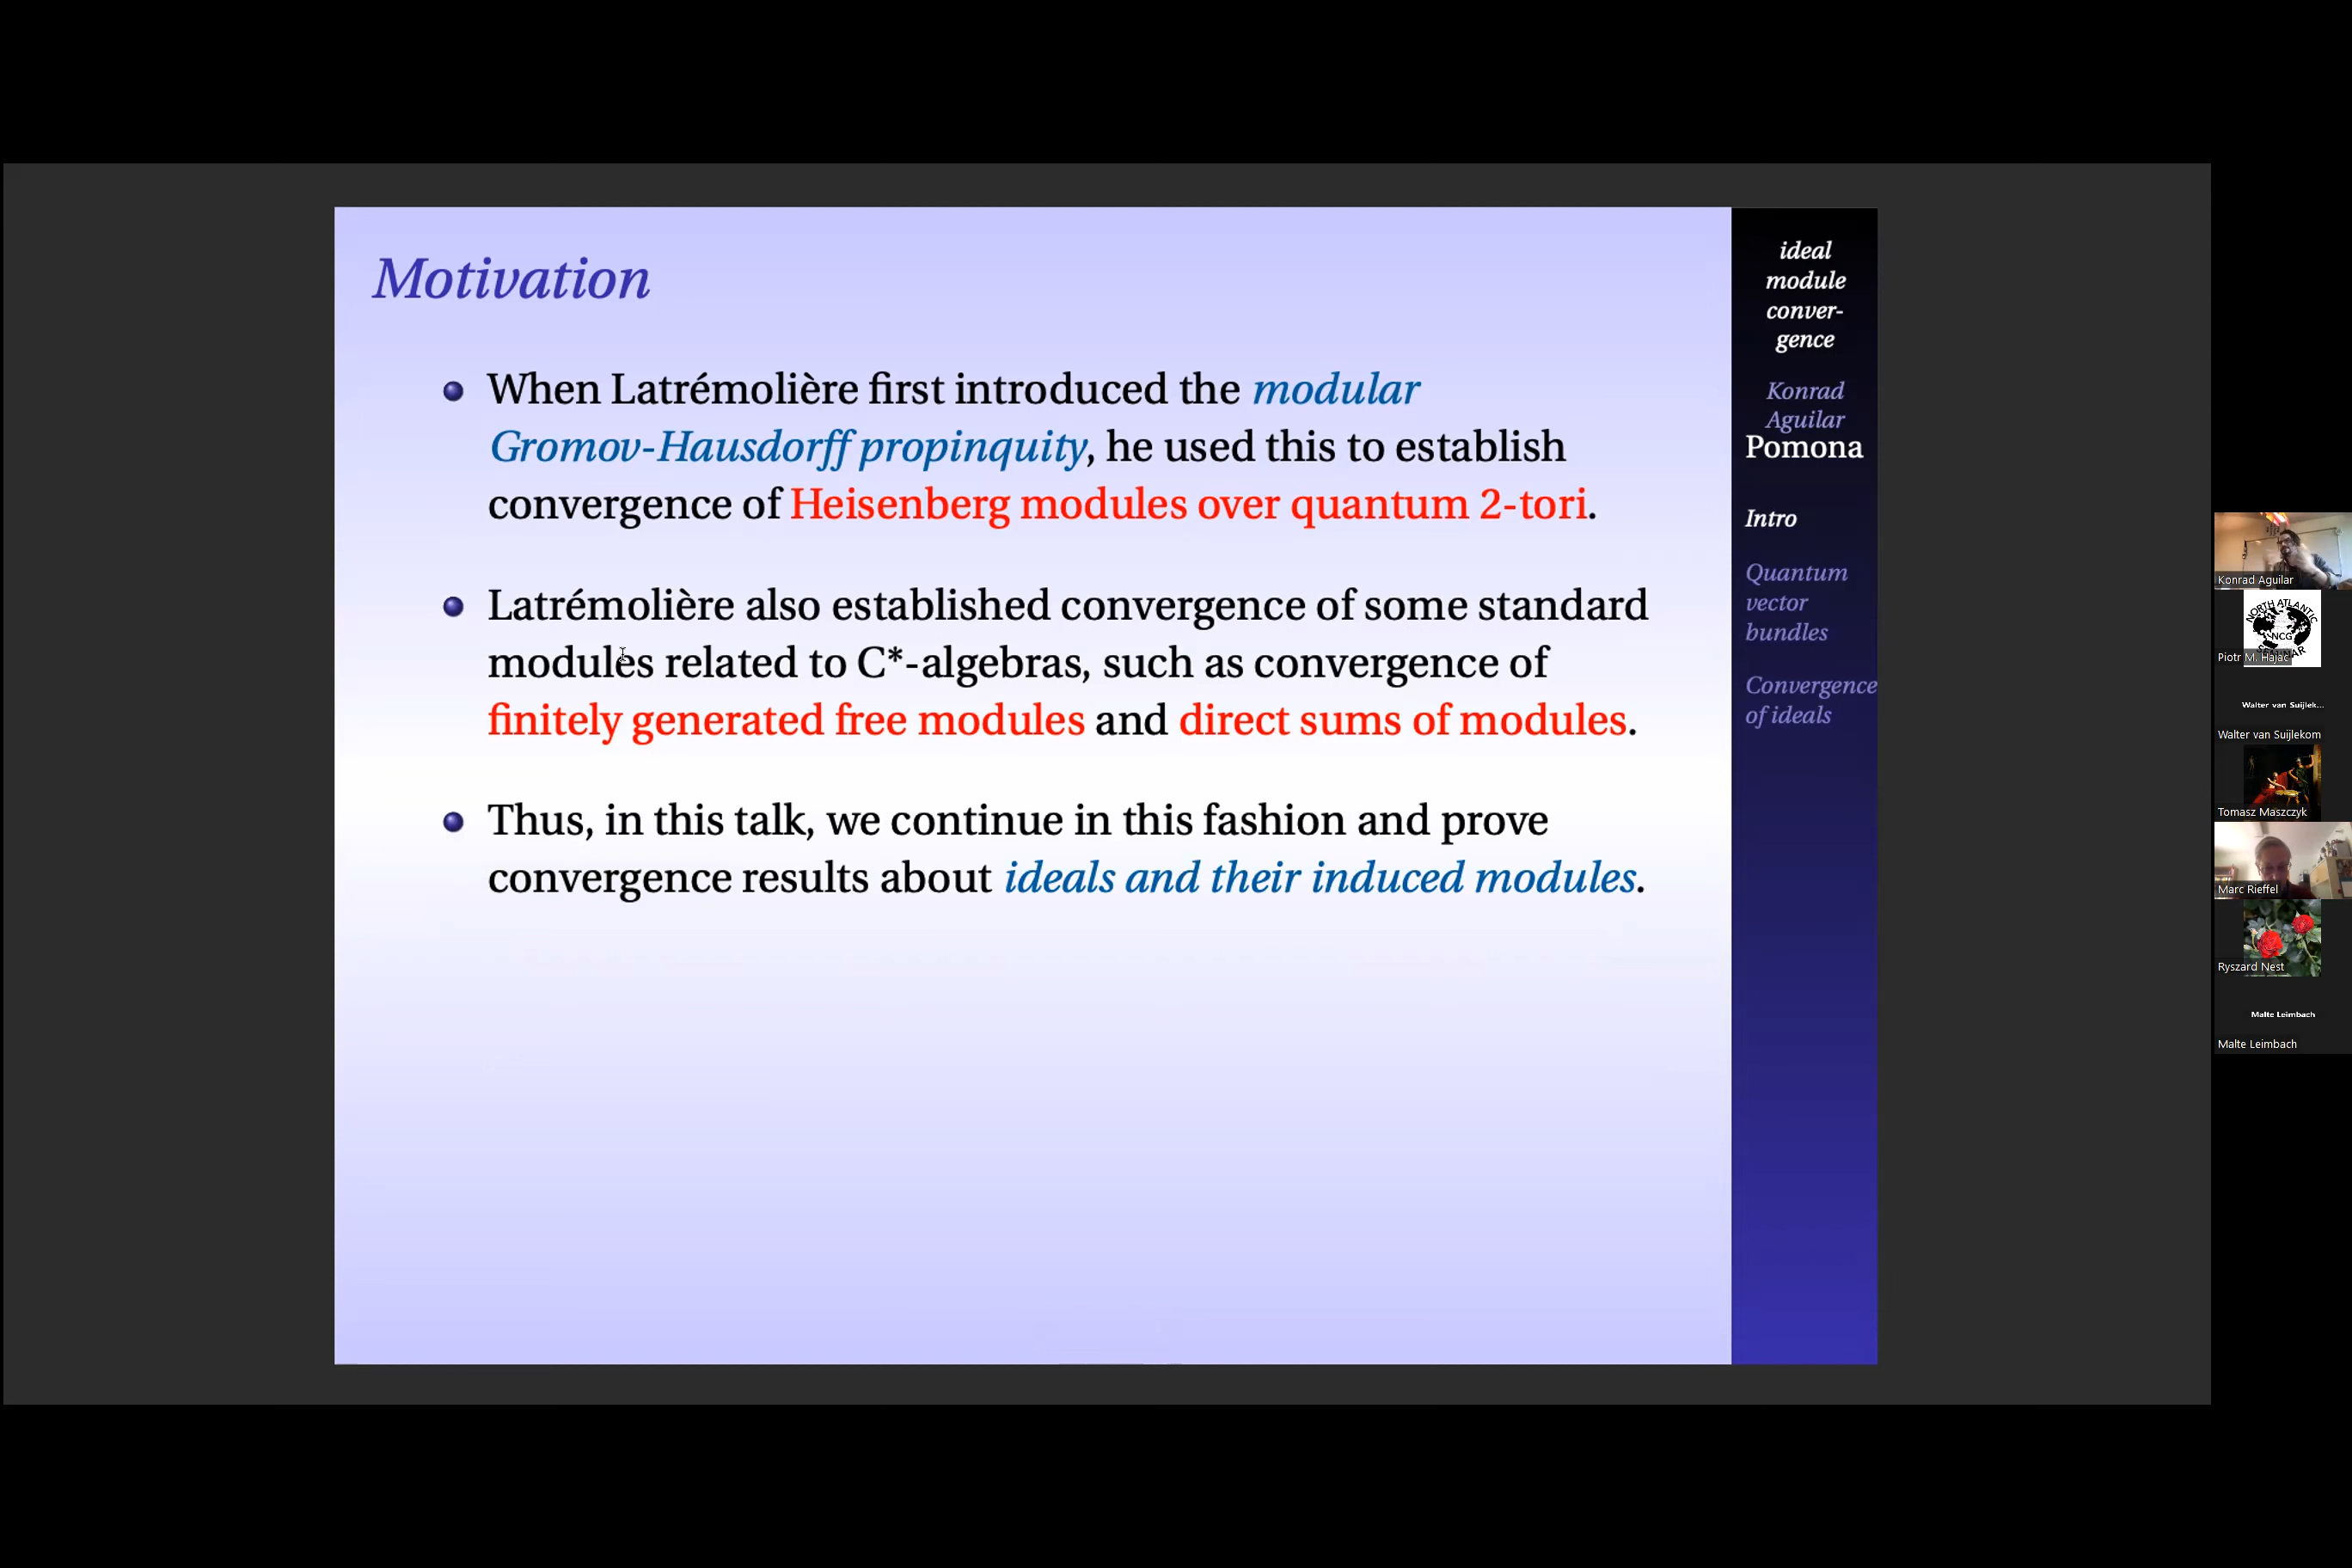 Motivation
When Latrémolière first introduced the modular
Gromov-Hausdorff propinquity, he used this to establish
convergence of Heisenberg modules over quantum 2-tori.
Latrémolière also established convergence of some standard
modules related to C*-algebras, such as convergence of
finitely generated free modules and direct sums of modules.
Thus, in this talk, we continue in this fashion and prove
convergence results about ideals and their induced modules.
ideal
module
conver-
gence
Konrad
Aguilar
Pomona
Intro
Quantum
vector
bundles
Convergence
of ideals
Konrad Aguilar
NORTH ATLANTIC
NCG
SEMINAR
Piotr M. Hajac
Walter van Suijlek...
Walter van Suijlekom
Tomasz Maszczyk
Marc Rieffel
Ryszard Nest
Malte Leimbach
Malte Leimbach